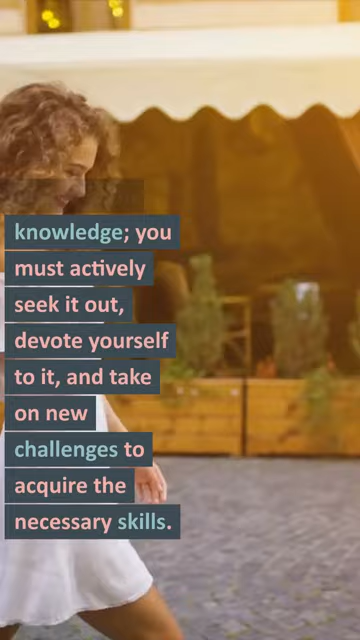 knowledge; you
must actively
seek it out,
devote yourself
to it, and take
on new
challenges to
acquire the
necessary skills.